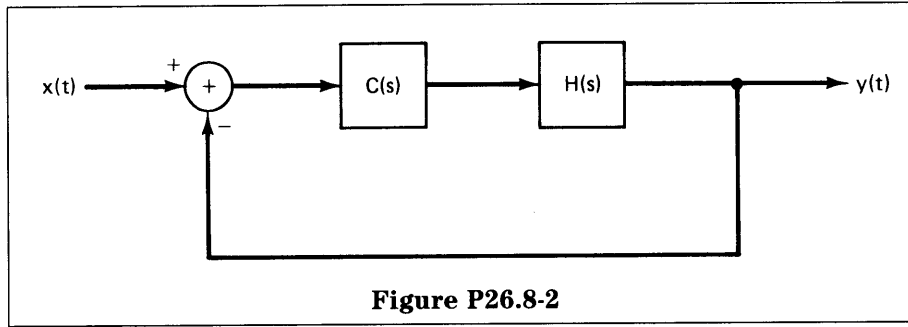 x(t)
+
+
−
C(s)
H(s)
y(t)
Figure P26.8-2